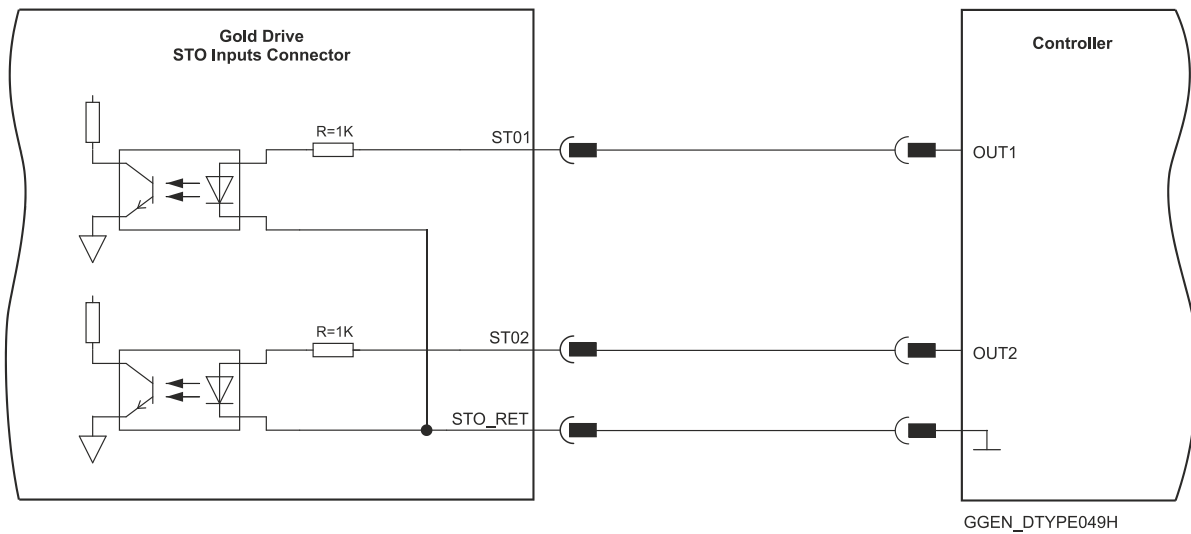 Gold Drive
STO Inputs Connector
Controller
R=1K
ST01
OUT1
R=1K
ST02
OUT2
STO_RET
GGEN_DTYPE049H